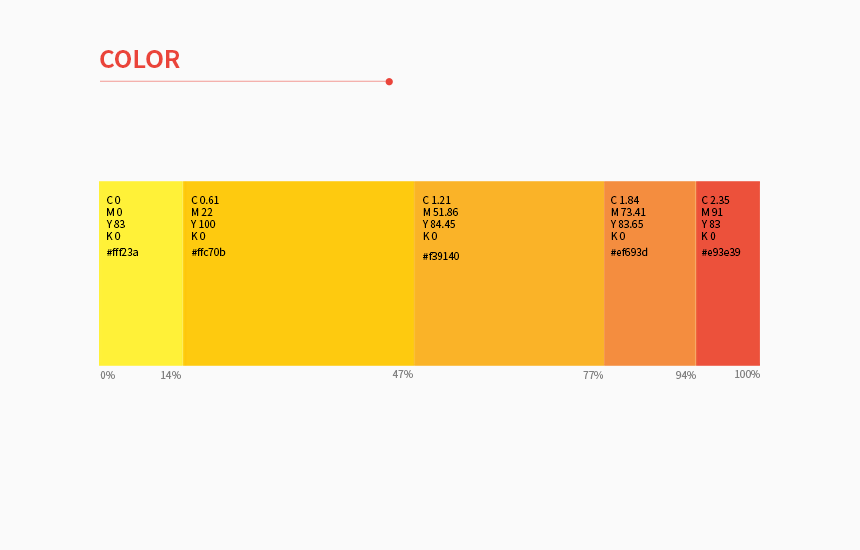 COLOR
C 0
M 0
Y 83
K 0
#fff23a
C 0.61
M 22
Y 100
K 0
#ffc70b
C 1.21
M 51.86
Y 84.45
K 0
#f39140
C 1.84
M 73.41
Y 83.65
K 0
#ef693d
C 2.35
M 91
Y 83
K 0
#e93e39
0% 14% 47% 77% 94% 100%